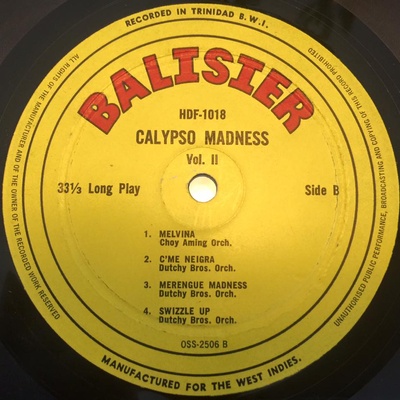 RECORDED IN TRINIDAD B.W.I.
ALL RIGHTS OF THE MANUFACTURER AND OF THE OWNER OF THE RECORDED WORKS RESERVED
UNAUTHORISED PUBLIC PERFORMANCE, BROADCASTING AND COPYING OF THIS RECORD PROHIBITED
BALISIER
HDF-1018
CALYPSO MADNESS
Vol. II
33⅓ Long Play
Side B
1. MELVINA
Choy Aming Orch.
2. C'ME NEIGRA
Dutchy Bros. Orch.
3. MERENGUE MADNESS
Dutchy Bros. Orch.
4. SWIZZLE UP
Dutchy Bros. Orch.
OSS-2506 B
MANUFACTURED FOR THE WEST INDIES.